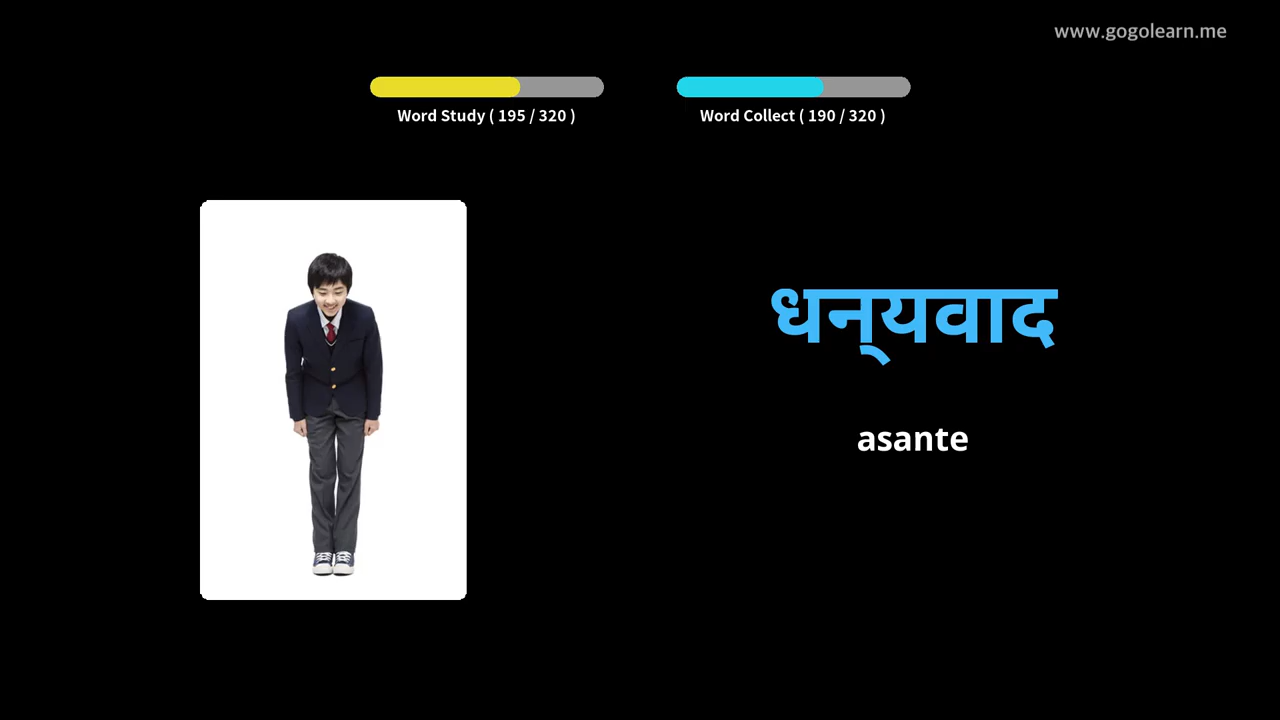 www.gogolearn.me
Word Study ( 195 / 320 )
Word Collect ( 190 / 320 )
धन्‌यवाद
asante